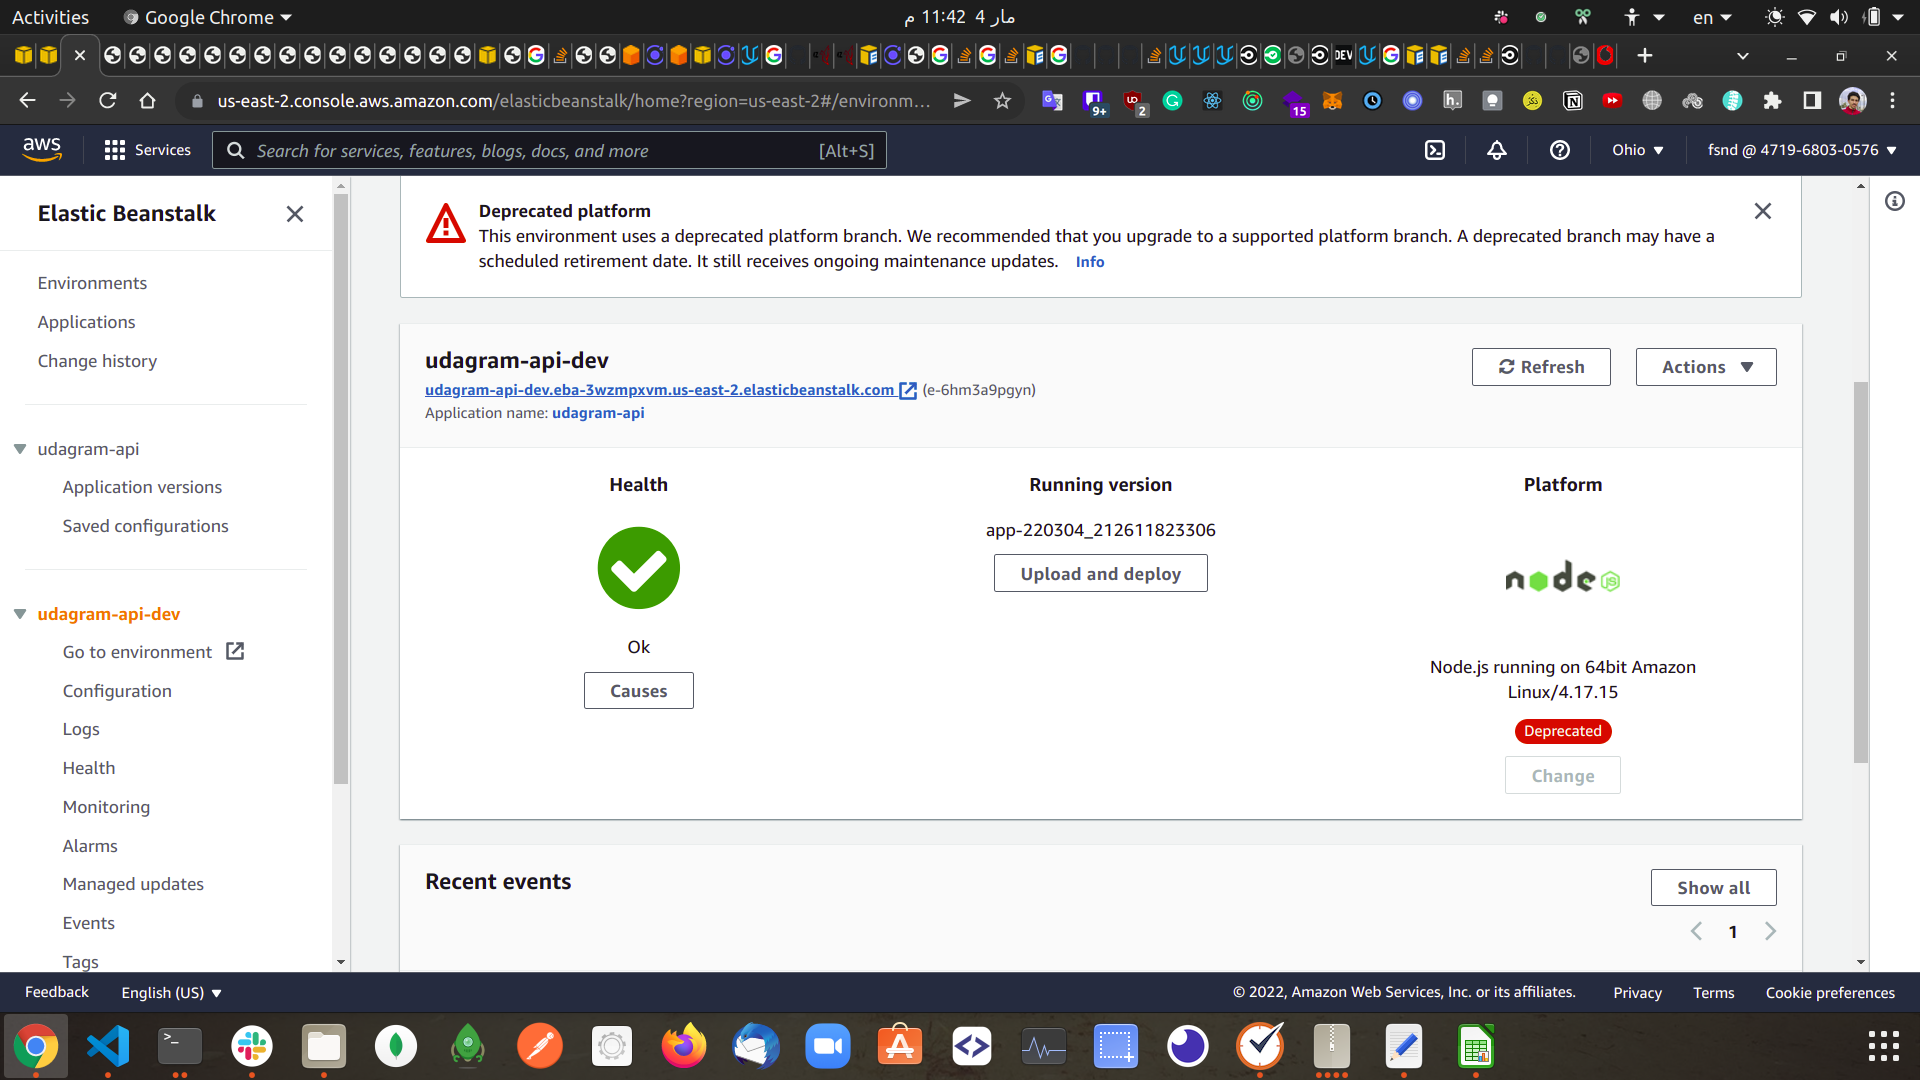 Activities
Google Chrome
مار 4 11:42 م
en
us-east-2.console.aws.amazon.com/elasticbeanstalk/home?region=us-east-2#/environm...
9+
2
15
DEV
aws
Services
Search for services, features, blogs, docs, and more
[Alt+S]
Ohio
fsnd @ 4719-6803-0576
Elastic Beanstalk
Environments
Applications
Change history
udagram-api
Application versions
Saved configurations
udagram-api-dev
Go to environment
Configuration
Logs
Health
Monitoring
Alarms
Managed updates
Events
Tags
Deprecated platform
This environment uses a deprecated platform branch. We recommended that you upgrade to a supported platform branch. A deprecated branch may have a
scheduled retirement date. It still receives ongoing maintenance updates. Info
udagram-api-dev
udagram-api-dev.eba-3wzmpxvm.us-east-2.elasticbeanstalk.com (e-6hm3a9pgyn)
Application name: udagram-api
Refresh
Actions
Health
Ok
Causes
Running version
app-220304_212611823306
Upload and deploy
Platform
node JS
Node.js running on 64bit Amazon
Linux/4.17.15
Deprecated
Change
Recent events
Show all
1
Feedback
English (US)
© 2022, Amazon Web Services, Inc. or its affiliates.
Privacy
Terms
Cookie preferences